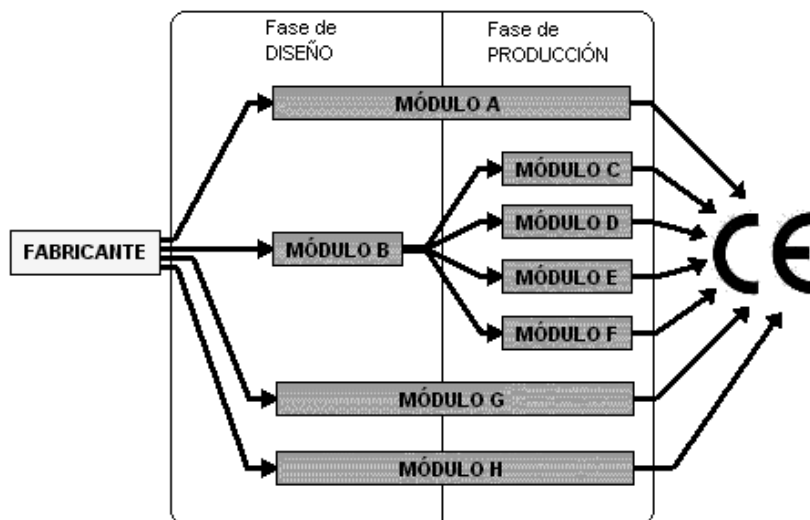 Fase de
DISEÑO
Fase de
PRODUCCIÓN
MÓDULO A
MÓDULO C
MÓDULO D
FABRICANTE
MÓDULO B
MÓDULO E
MÓDULO F
MÓDULO G
MÓDULO H
CE